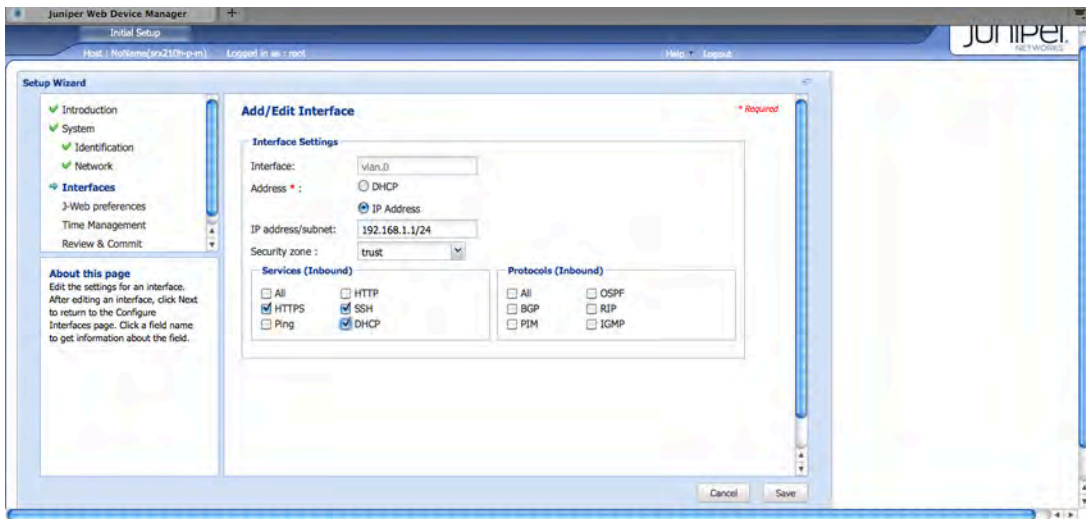 Juniper Web Device Manager
+
Initial Setup
Host : NoName(srx210h-p-m) Logged in as : root
Help Logout
JUNIPER
NETWORKS
Setup Wizard
Introduction
System
Identification
Network
Interfaces
J-Web preferences
Time Management
Review & Commit
About this page
Edit the settings for an interface.
After editing an interface, click Next
to return to the Configure
Interfaces page. Click a field name
to get information about the field.
Add/Edit Interface
* Required
Interface Settings
Interface: vlan.0
Address * : DHCP
IP Address
IP address/subnet: 192.168.1.1/24
Security zone : trust
Services (Inbound)
All HTTP
HTTPS SSH
Ping DHCP
Protocols (Inbound)
All OSPF
BGP RIP
PIM IGMP
Cancel Save